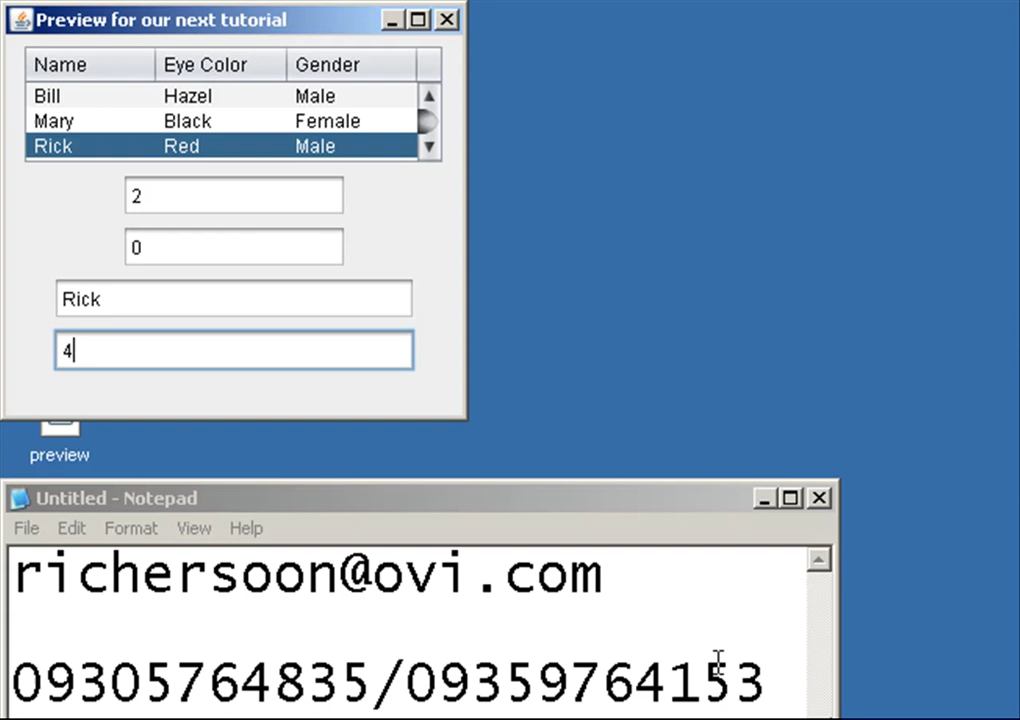 Preview for our next tutorial
Name Eye Color Gender
Bill Hazel Male
Mary Black Female
Rick Red Male
2
0
Rick
4
preview
Untitled - Notepad
File Edit Format View Help
richersoon@ovi.com
09305764835/09359764153